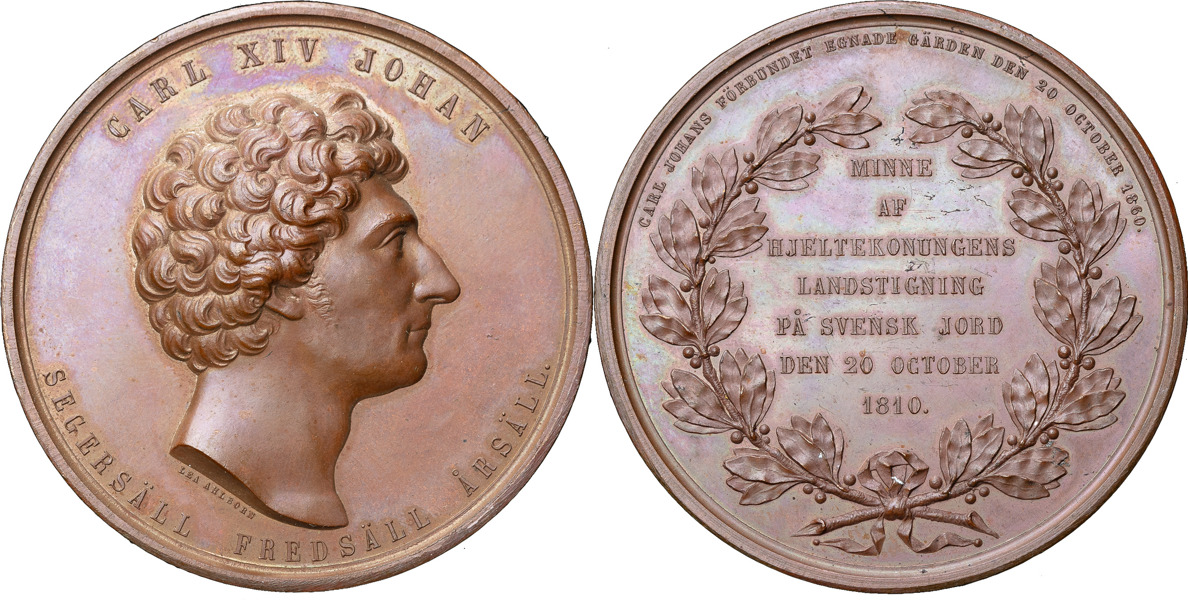 CARL XIV JOHAN
SEGERSÄLL FREDSÄLL ÅRSÄLL.
LEA AHLBORN
CARL JOHANS FÖRBUNDET EGNADE GÄRDEN DEN 20 OCTOBER 1860.
MINNE
AF
HJELTEKONUNGENS
LANDSTIGNING
PÅ SVENSK JORD
DEN 20 OCTOBER
1810.